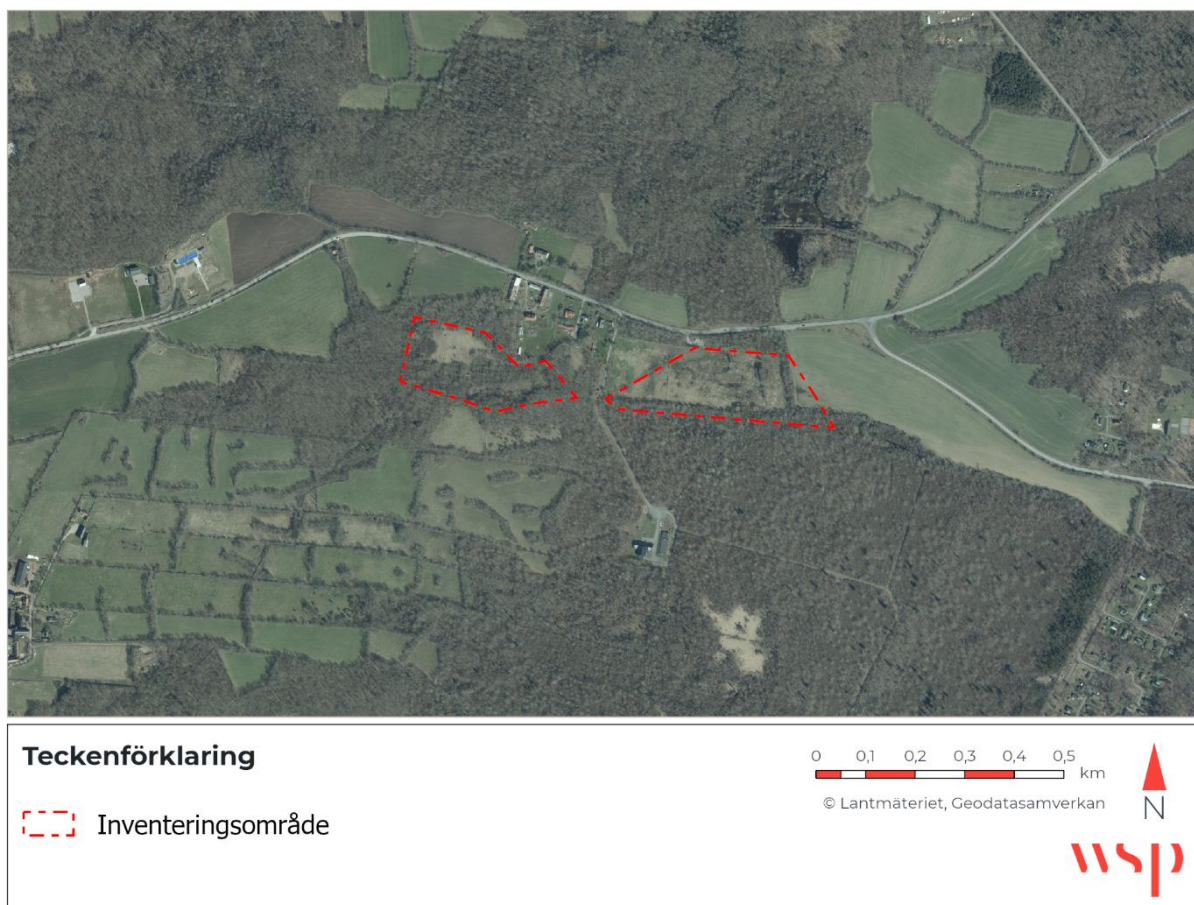 Teckenförklaring
Inventeringsområde
0 0,1 0,2 0,3 0,4 0,5
km
© Lantmäteriet, Geodatasamverkan
N
wsp